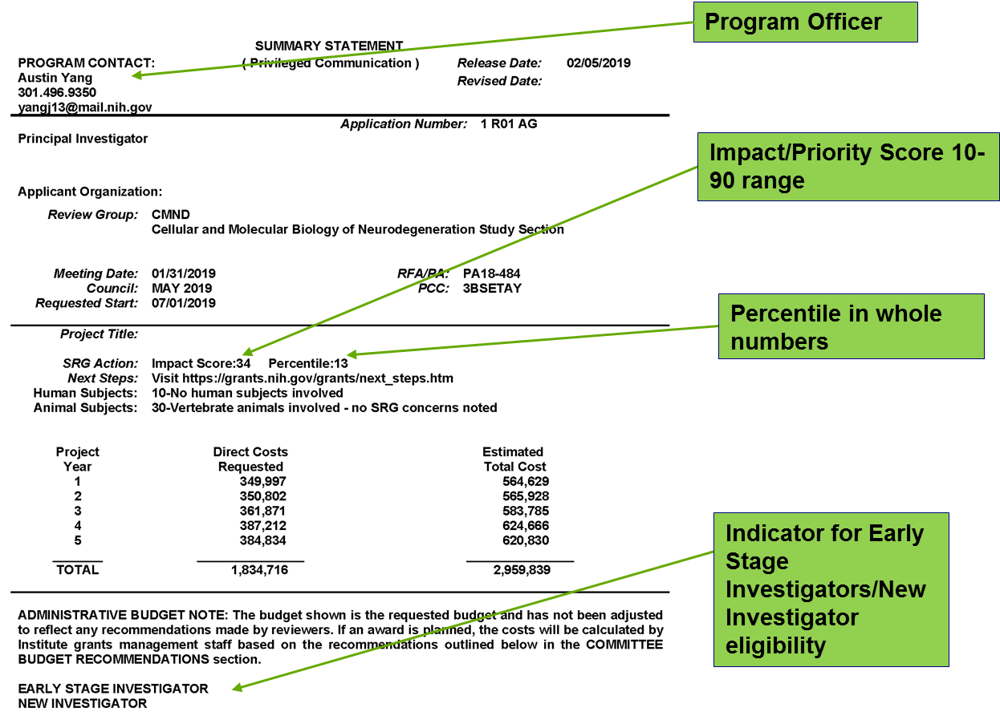 Program Officer
SUMMARY STATEMENT
PROGRAM CONTACT: ( Privileged Communication ) Release Date: 02/05/2019
Austin Yang Revised Date:
301.496.9350
yangj13@mail.nih.gov
Application Number: 1 R01 AG
Principal Investigator
Impact/Priority Score 10-
90 range
Applicant Organization:
Review Group: CMND
Cellular and Molecular Biology of Neurodegeneration Study Section
Meeting Date: 01/31/2019 RFA/PA: PA18-484
Council: MAY 2019 PCC: 3BSETAY
Requested Start: 07/01/2019
Percentile in whole
numbers
Project Title:
SRG Action: Impact Score:34 Percentile:13
Next Steps: Visit https://grants.nih.gov/grants/next_steps.htm
Human Subjects: 10-No human subjects involved
Animal Subjects: 30-Vertebrate animals involved - no SRG concerns noted
Project Direct Costs Estimated
Year Requested Total Cost
1 349,997 564,629
2 350,802 565,928
3 361,871 583,785
4 387,212 624,666
5 384,834 620,830
TOTAL 1,834,716 2,959,839
Indicator for Early
Stage
Investigators/New
Investigator
eligibility
ADMINISTRATIVE BUDGET NOTE: The budget shown is the requested budget and has not been adjusted
to reflect any recommendations made by reviewers. If an award is planned, the costs will be calculated by
Institute grants management staff based on the recommendations outlined below in the COMMITTEE
BUDGET RECOMMENDATIONS section.
EARLY STAGE INVESTIGATOR
NEW INVESTIGATOR